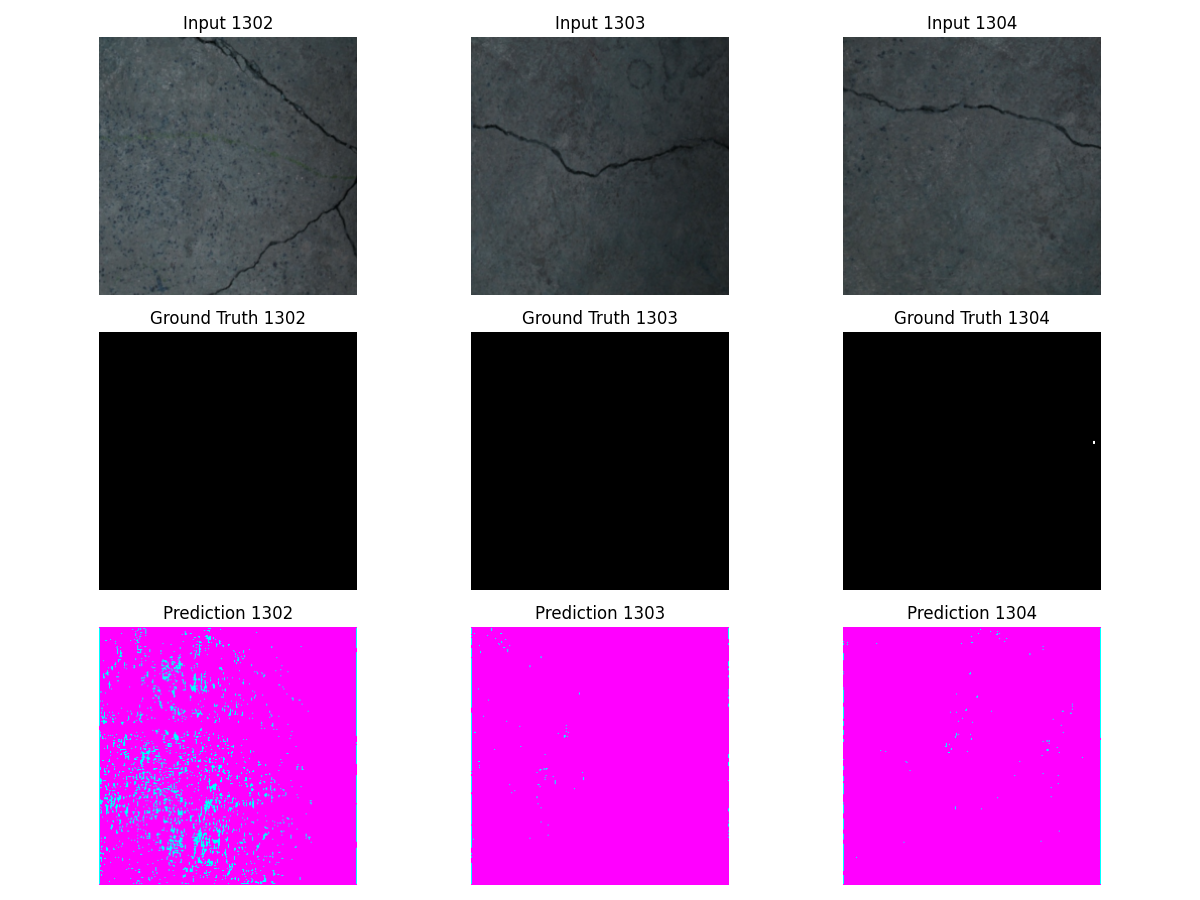 Input 1302
Input 1303
Input 1304
Ground Truth 1302
Ground Truth 1303
Ground Truth 1304
Prediction 1302
Prediction 1303
Prediction 1304